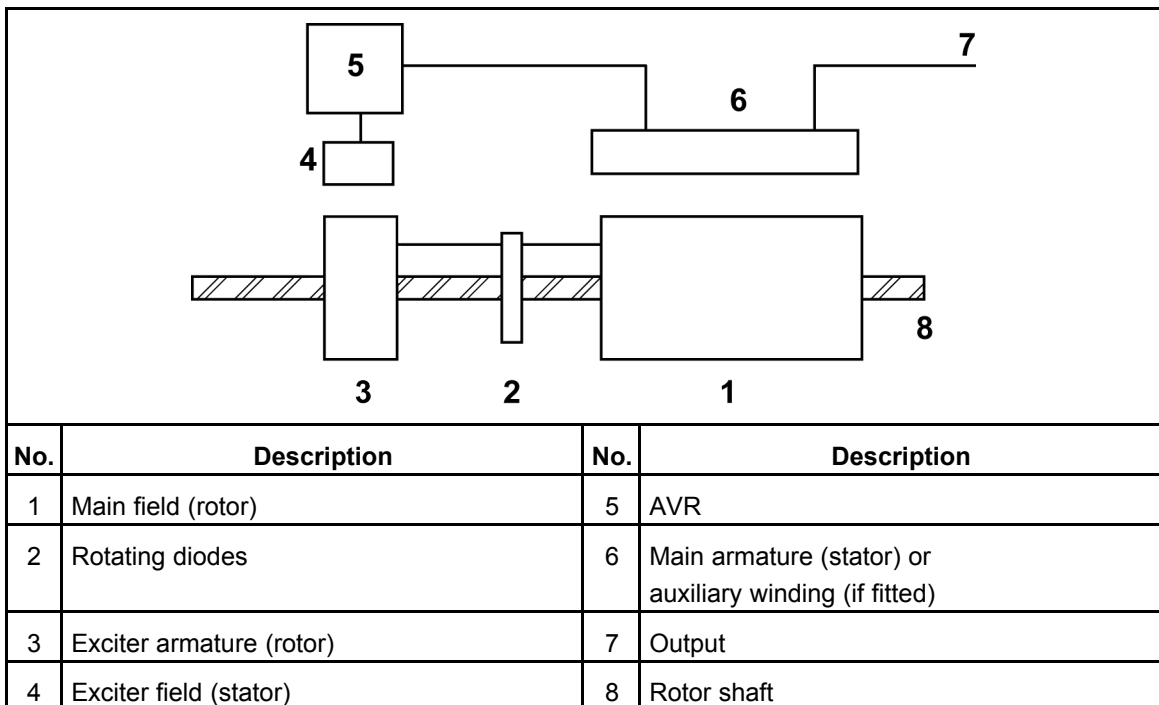 5
7
6
4
8
3 2 1
No. Description No. Description
1 Main field (rotor) 5 AVR
2 Rotating diodes 6 Main armature (stator) or
auxiliary winding (if fitted)
3 Exciter armature (rotor) 7 Output
4 Exciter field (stator) 8 Rotor shaft